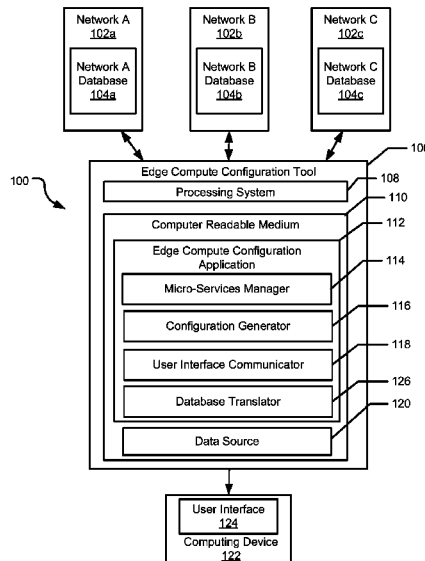 Network A
102a
Network A
Database
104a
Network B
102b
Network B
Database
104b
Network C
102c
Network C
Database
104c
100
Edge Compute Configuration Tool
Processing System
108
110
Computer Readable Medium
112
Edge Compute Configuration
Application
114
Micro-Services Manager
Configuration Generator
116
User Interface Communicator
118
Database Translator
126
Data Source
120
User Interface
124
Computing Device
122